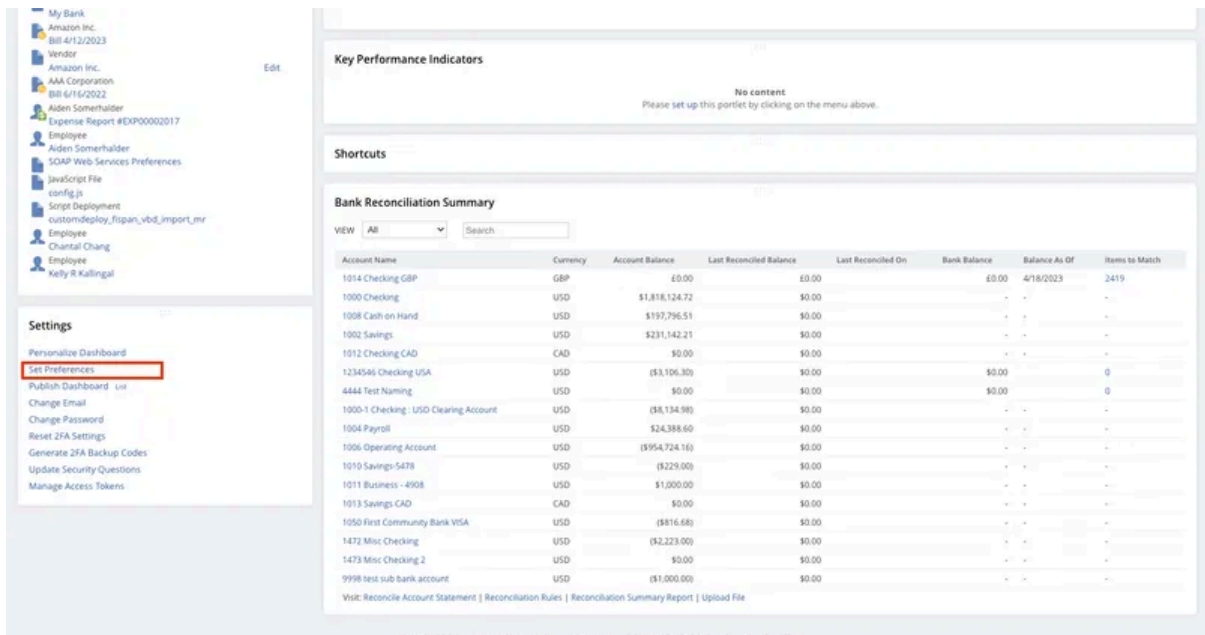 My Bank
Amazon Inc.
Bill 4/12/2023
Vendor
Amazon Inc. Edit
AAA Corporation
Bill 6/16/2022
Aiden Somerhalder
Expense Report #EXP00002017
Employee
Aiden Somerhalder
SOAP Web Services Preferences
JavaScript File
config.js
Script Deployment
customdeploy_fispan_vbd_import_mr
Employee
Chantal Chang
Employee
Kelly R Kallingal
Settings
Personalize Dashboard
Set Preferences
Publish Dashboard List
Change Email
Change Password
Reset 2FA Settings
Generate 2FA Backup Codes
Update Security Questions
Manage Access Tokens
Key Performance Indicators
No content
Please set up this portlet by clicking on the menu above.
Shortcuts
Bank Reconciliation Summary
VIEW All Search
Account Name Currency Account Balance Last Reconciled Balance Last Reconciled On Bank Balance Balance As Of Items to Match
1014 Checking GBP GBP £0.00 £0.00 £0.00 4/18/2023 2419
1000 Checking USD $1,818,124.72 $0.00 - - -
1008 Cash on Hand USD $197,796.51 $0.00 - - -
1002 Savings USD $231,142.21 $0.00 - - -
1012 Checking CAD CAD $0.00 $0.00 - - -
1234546 Checking USA USD ($3,106.30) $0.00 $0.00 0
4444 Test Naming USD $0.00 $0.00 $0.00 0
1000-1 Checking : USD Clearing Account USD ($8,134.98) $0.00 - - -
1004 Payroll USD $24,388.60 $0.00 - - -
1006 Operating Account USD ($954,724.16) $0.00 - - -
1010 Savings-5478 USD ($229.00) $0.00 - - -
1011 Business - 4908 USD $1,000.00 $0.00 - - -
1013 Savings CAD CAD $0.00 $0.00 - - -
1050 First Community Bank VISA USD ($816.68) $0.00 - - -
1472 Misc Checking USD ($2,223.00) $0.00 - - -
1473 Misc Checking 2 USD $0.00 $0.00 - - -
9998 test sub bank account USD ($1,000.00) $0.00 - - -
Visit: Reconcile Account Statement | Reconciliation Rules | Reconciliation Summary Report | Upload File